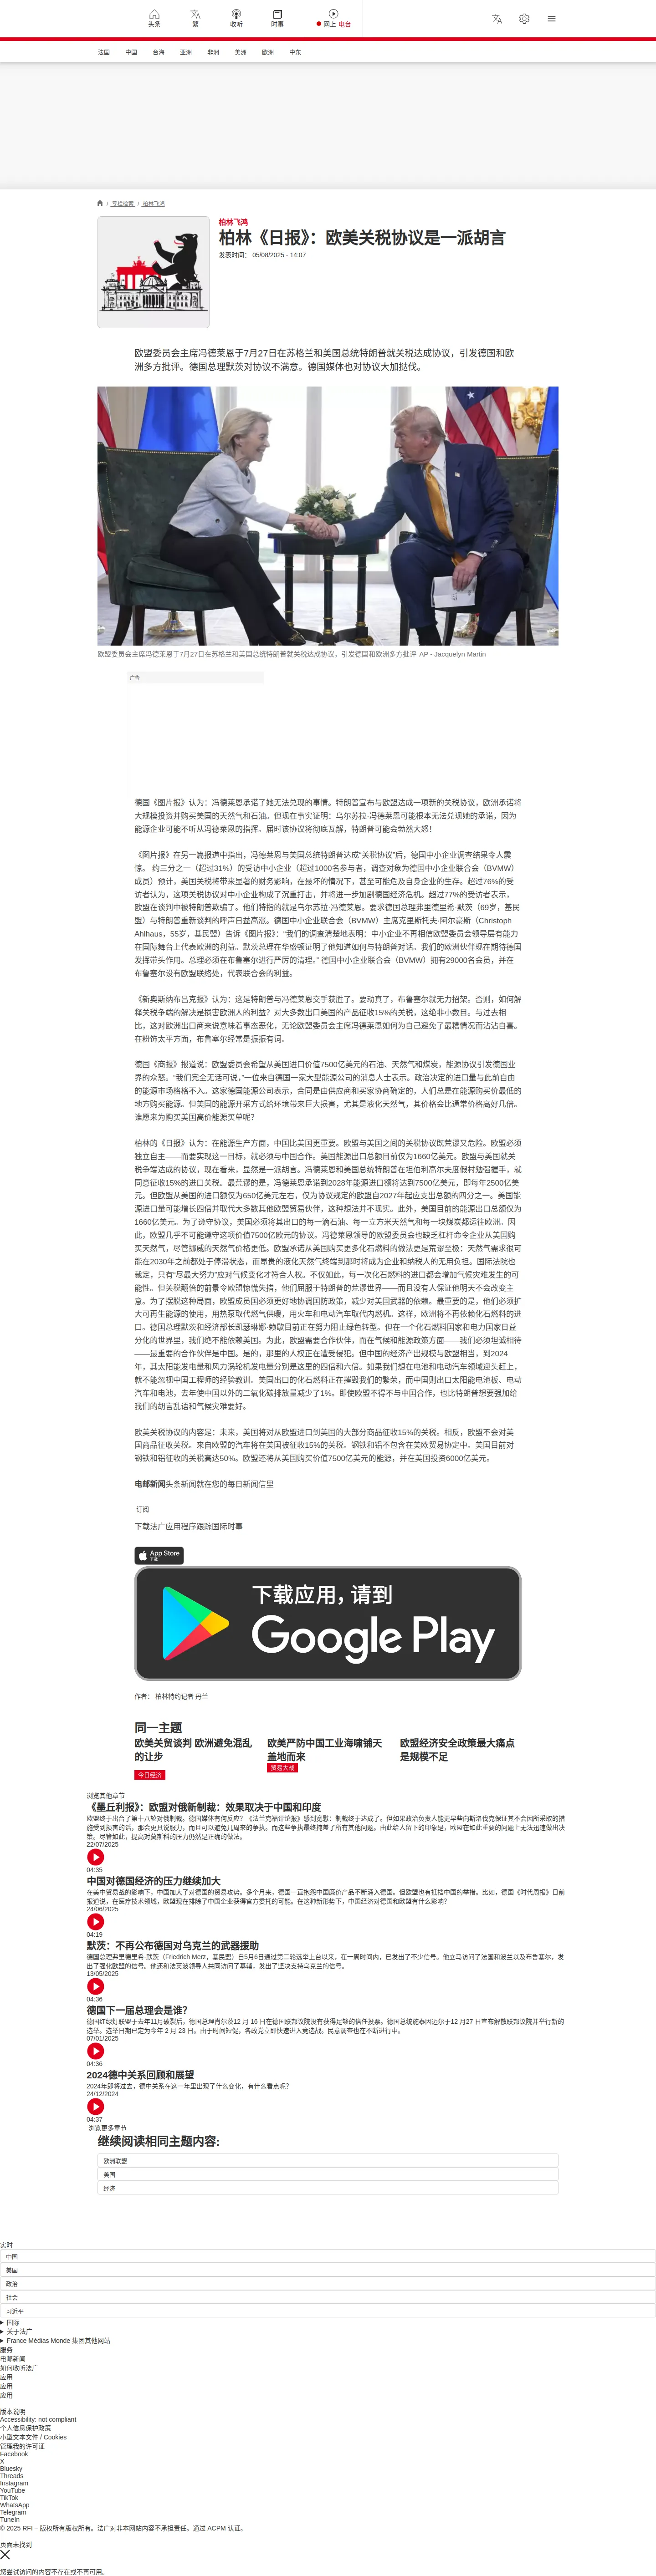 头条
繁
收听
时事
网上 电台
法国 中国 台海 亚洲 非洲 美洲 欧洲 中东
/ 专栏检索 / 柏林飞鸿
柏林飞鸿
柏林《日报》：欧美关税协议是一派胡言
发表时间： 05/08/2025 - 14:07
欧盟委员会主席冯德莱恩于7月27日在苏格兰和美国总统特朗普就关税达成协议，引发德国和欧
洲多方批评。德国总理默茨对协议不满意。德国媒体也对协议大加挞伐。
欧盟委员会主席冯德莱恩于7月27日在苏格兰和美国总统特朗普就关税达成协议，引发德国和欧洲多方批评 AP - Jacquelyn Martin
广告
德国《图片报》认为：冯德莱恩承诺了她无法兑现的事情。特朗普宣布与欧盟达成一项新的关税协议，欧洲承诺将
大规模投资并购买美国的天然气和石油。但现在事实证明：乌尔苏拉·冯德莱恩可能根本无法兑现她的承诺，因为
能源企业可能不听从冯德莱恩的指挥。届时该协议将彻底瓦解，特朗普可能会勃然大怒！
《图片报》在另一篇报道中指出，冯德莱恩与美国总统特朗普达成“关税协议”后，德国中小企业调查结果令人震
惊。 约三分之一（超过31%）的受访中小企业（超过1000名参与者，调查对象为德国中小企业联合会（BVMW）
成员）预计，美国关税将带来显著的财务影响，在最坏的情况下，甚至可能危及自身企业的生存。超过76%的受
访者认为，这项关税协议对中小企业构成了沉重打击，并将进一步加剧德国经济危机。超过77%的受访者表示，
欧盟在谈判中被特朗普欺骗了。他们特指的就是乌尔苏拉·冯德莱恩。要求德国总理弗里德里希·默茨（69岁，基民
盟）与特朗普重新谈判的呼声日益高涨。德国中小企业联合会（BVMW）主席克里斯托夫·阿尔豪斯（Christoph
Ahlhaus，55岁，基民盟）告诉《图片报》：“我们的调查清楚地表明：中小企业不再相信欧盟委员会领导层有能力
在国际舞台上代表欧洲的利益。默茨总理在华盛顿证明了他知道如何与特朗普对话。我们的欧洲伙伴现在期待德国
发挥带头作用。总理必须在布鲁塞尔进行严厉的清理。” 德国中小企业联合会（BVMW）拥有29000名会员，并在
布鲁塞尔设有欧盟联络处，代表联合会的利益。
《新奥斯纳布吕克报》认为：这是特朗普与冯德莱恩交手获胜了。要动真了，布鲁塞尔就无力招架。否则，如何解
释关税争端的解决是损害欧洲人的利益？对大多数出口美国的产品征收15%的关税，这绝非小数目。与过去相
比，这对欧洲出口商来说意味着事态恶化，无论欧盟委员会主席冯德莱恩如何为自己避免了最糟情况而沾沾自喜。
在粉饰太平方面，布鲁塞尔经常是振振有词。
德国《商报》报道说：欧盟委员会希望从美国进口价值7500亿美元的石油、天然气和煤炭，能源协议引发德国业
界的众怒。“我们完全无话可说，”一位来自德国一家大型能源公司的消息人士表示。政治决定的进口量与此前自由
的能源市场格格不入。这家德国能源公司表示，合同是由供应商和买家协商确定的，人们总是在能源购买价最低的
地方购买能源。但美国的能源开采方式给环境带来巨大损害，尤其是液化天然气，其价格会比通常价格高好几倍。
谁愿来为购买美国高价能源买单呢？
柏林的《日报》认为：在能源生产方面，中国比美国更重要。欧盟与美国之间的关税协议既荒谬又危险。欧盟必须
独立自主——而要实现这一目标，就必须与中国合作。美国能源出口总额目前仅为1660亿美元。欧盟与美国就关
税争端达成的协议，现在看来，显然是一派胡言。冯德莱恩和美国总统特朗普在坦伯利高尔夫度假村勉强握手，就
同意征收15%的进口关税。最荒谬的是，冯德莱恩承诺到2028年能源进口额将达到7500亿美元，即每年2500亿美
元。但欧盟从美国的进口额仅为650亿美元左右，仅为协议规定的欧盟自2027年起应支出总额的四分之一。美国能
源进口量可能增长四倍并取代大多数其他欧盟贸易伙伴，这种想法并不现实。此外，美国目前的能源出口总额仅为
1660亿美元。为了遵守协议，美国必须将其出口的每一滴石油、每一立方米天然气和每一块煤炭都运往欧洲。因
此，欧盟几乎不可能遵守这项价值7500亿欧元的协议。冯德莱恩领导的欧盟委员会也缺乏杠杆命令企业从美国购
买天然气，尽管挪威的天然气价格更低。欧盟承诺从美国购买更多化石燃料的做法更是荒谬至极：天然气需求很可
能在2030年之前都处于停滞状态，而昂贵的液化天然气终端到那时将成为企业和纳税人的无用负担。国际法院也
裁定，只有“尽最大努力”应对气候变化才符合人权。不仅如此，每一次化石燃料的进口都会增加气候灾难发生的可
能性。但关税翻倍的前景令欧盟惊慌失措，他们屈服于特朗普的荒谬世界——而且没有人保证他明天不会改变主
意。为了摆脱这种局面，欧盟成员国必须更好地协调国防政策，减少对美国武器的依赖。最重要的是，他们必须扩
大可再生能源的使用，用热泵取代燃气供暖，用火车和电动汽车取代内燃机。这样，欧洲将不再依赖化石燃料的进
口。德国总理默茨和经济部长凯瑟琳娜·赖歇目前正在努力阻止绿色转型。但在一个化石燃料国家和电力国家日益
分化的世界里，我们绝不能依赖美国。为此，欧盟需要合作伙伴，而在气候和能源政策方面——我们必须坦诚相待
——最重要的合作伙伴是中国。是的，那里的人权正在遭受侵犯。但中国的经济产出规模与欧盟相当，到2024
年，其太阳能发电量和风力涡轮机发电量分别是这里的四倍和六倍。如果我们想在电池和电动汽车领域迎头赶上，
就不能忽视中国工程师的经验教训。美国出口的化石燃料正在摧毁我们的繁荣，而中国则出口太阳能电池板、电动
汽车和电池，去年使中国以外的二氧化碳排放量减少了1%。即使欧盟不得不与中国合作，也比特朗普想要强加给
我们的胡言乱语和气候灾难要好。
欧美关税协议的内容是：未来，美国将对从欧盟进口到美国的大部分商品征收15%的关税。相反，欧盟不会对美
国商品征收关税。来自欧盟的汽车将在美国被征收15%的关税。钢铁和铝不包含在美欧贸易协定中。美国目前对
钢铁和铝征收的关税高达50%。欧盟还将从美国购买价值7500亿美元的能源，并在美国投资6000亿美元。
电邮新闻头条新闻就在您的每日新闻信里
订阅
下载法广应用程序跟踪国际时事
App Store
下载
下载应用，请到
Google Play
作者： 柏林特约记者 丹兰
同一主题
欧美关贸谈判 欧洲避免混乱
的让步
今日经济
欧美严防中国工业海啸铺天
盖地而来
贸易大战
欧盟经济安全政策最大痛点
是规模不足
浏览其他章节
《墨丘利报》：欧盟对俄新制裁：效果取决于中国和印度
欧盟终于出台了第十八轮对俄制裁。德国媒体有何反应？《法兰克福评论报》感到宽慰：制裁终于达成了。但如果政治负责人能更早些向斯洛伐克保证其不会因所采取的措
施受到损害的话，那会更具说服力，而且可以避免几周来的争执。而这些争执最终掩盖了所有其他问题。由此给人留下的印象是，欧盟在如此重要的问题上无法迅速做出决
策。尽管如此，提高对莫斯科的压力仍然是正确的做法。
22/07/2025
04:35
中国对德国经济的压力继续加大
在美中贸易战的影响下，中国加大了对德国的贸易攻势。多个月来，德国一直抱怨中国廉价产品不断涌入德国。但欧盟也有抵挡中国的举措。比如，德国《时代周报》日前
报道说，在医疗技术领域，欧盟现在排除了中国企业获得官方委托的可能。在这种新形势下，中国经济对德国和欧盟有什么影响？
24/06/2025
04:19
默茨：不再公布德国对乌克兰的武器援助
德国总理弗里德里希·默茨（Friedrich Merz，基民盟）自5月6日通过第二轮选举上台以来，在一周时间内，已发出了不少信号。他立马访问了法国和波兰以及布鲁塞尔，发
出了强化欧盟的信号。他还和法英波领导人共同访问了基辅，发出了坚决支持乌克兰的信号。
13/05/2025
04:36
德国下一届总理会是谁？
德国红绿灯联盟于去年11月破裂后，德国总理肖尔茨12 月 16 日在德国联邦议院没有获得足够的信任投票。德国总统施泰因迈尔于12 月27 日宣布解散联邦议院并举行新的
选举。选举日期已定为今年 2 月 23 日。由于时间短促，各政党立即快速进入竞选战。民意调查也在不断进行中。
07/01/2025
04:36
2024德中关系回顾和展望
2024年即将过去，德中关系在这一年里出现了什么变化，有什么看点呢？
24/12/2024
04:37
浏览更多章节
继续阅读相同主题内容：
欧洲联盟
美国
经济
实时
中国
美国
政治
社会
习近平
国际
关于法广
France Médias Monde 集团其他网站
服务
电邮新闻
如何收听法广
应用
应用
应用
版本说明
Accessibility: not compliant
个人信息保护政策
小型文本文件 / Cookies
管理我的许可证
Facebook
X
Bluesky
Threads
Instagram
YouTube
TikTok
WhatsApp
Telegram
TuneIn
© 2025 RFI – 版权所有版权所有。法广对非本网站内容不承担责任。通过 ACPM 认证。
页面未找到
您尝试访问的内容不存在或不再可用。